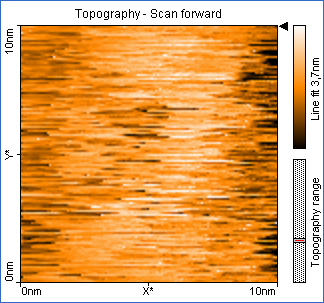 Topography - Scan forward
10nm
Y*
0nm
0nm
X*
10nm
Line fit 3,7nm
Topography range